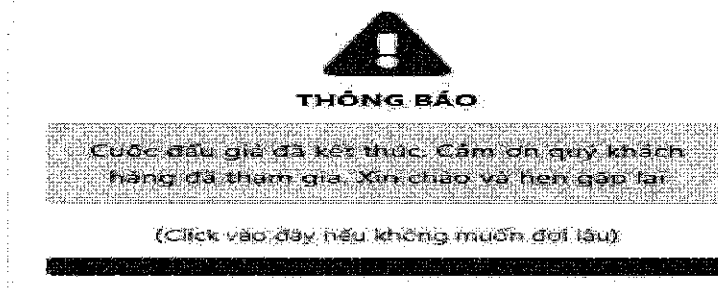 THÔNG BÁO
Cuộc đấu giá đã kết thúc. Cảm ơn quý khách
hàng đã tham gia. Xin chào và hẹn gặp lại
(Click vào đây nếu không muốn đợi lâu)